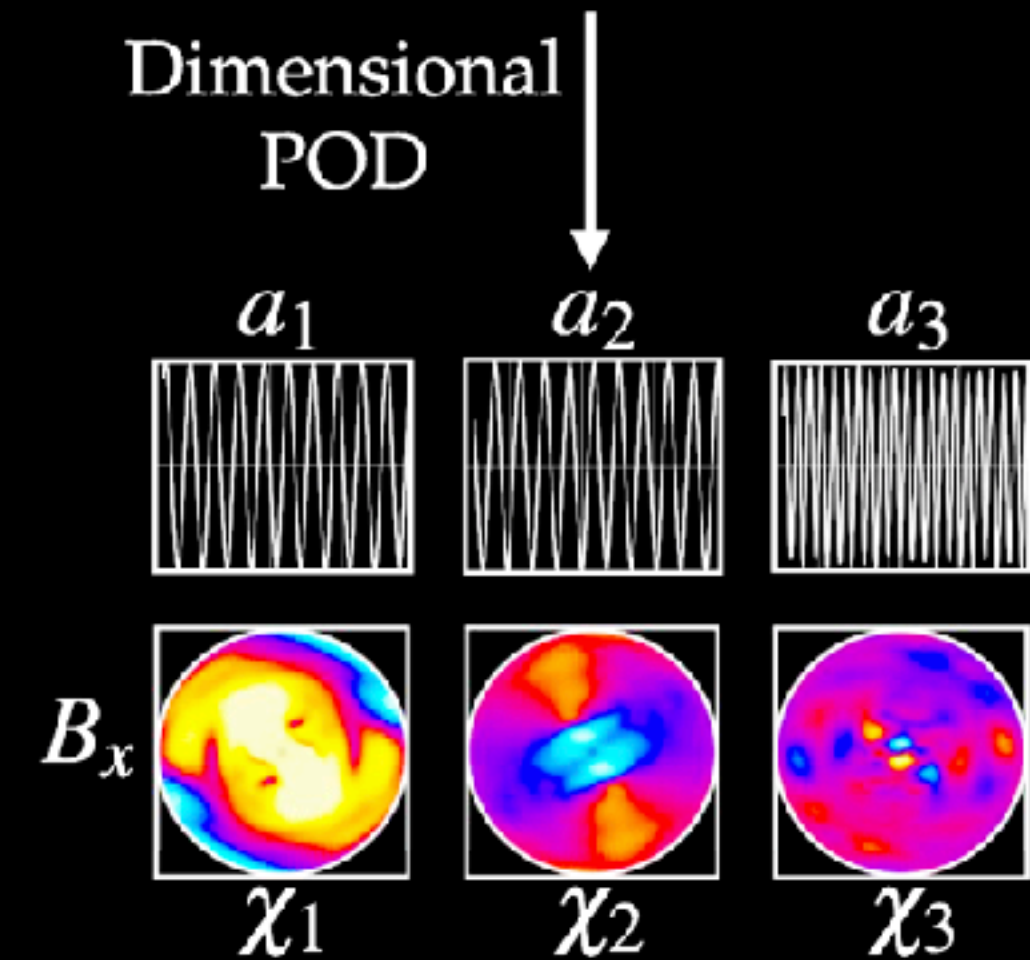 Dimensional
POD
a₁ a₂ a₃
Bₓ
χ₁ χ₂ χ₃